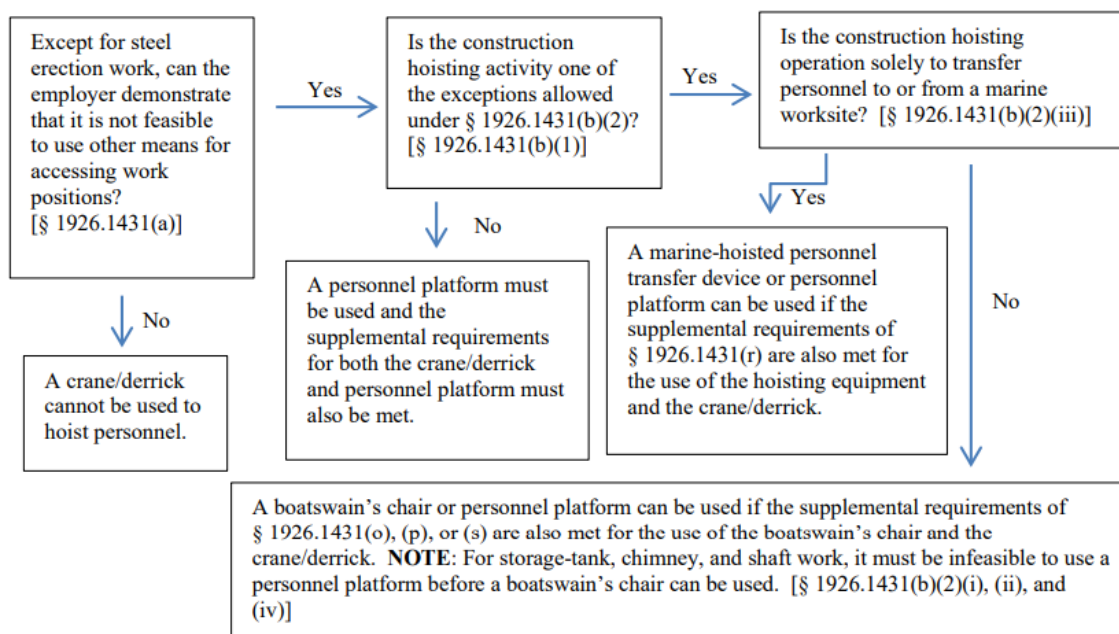 Except for steel
erection work, can the
employer demonstrate
that it is not feasible
to use other means for
accessing work
positions?
[§ 1926.1431(a)]
Yes
Is the construction
hoisting activity one of
the exceptions allowed
under § 1926.1431(b)(2)?
[§ 1926.1431(b)(1)]
Yes
Is the construction hoisting
operation solely to transfer
personnel to or from a marine
worksite?  [§ 1926.1431(b)(2)(iii)]
No
A crane/derrick
cannot be used to
hoist personnel.
No
A personnel platform must
be used and the
supplemental requirements
for both the crane/derrick
and personnel platform must
also be met.
Yes
A marine-hoisted personnel
transfer device or personnel
platform can be used if the
supplemental requirements of
§ 1926.1431(r) are also met for
the use of the hoisting equipment
and the crane/derrick.
No
A boatswain’s chair or personnel platform can be used if the supplemental requirements of
§ 1926.1431(o), (p), or (s) are also met for the use of the boatswain’s chair and the
crane/derrick.  NOTE: For storage-tank, chimney, and shaft work, it must be infeasible to use a
personnel platform before a boatswain’s chair can be used.  [§ 1926.1431(b)(2)(i), (ii), and
(iv)]